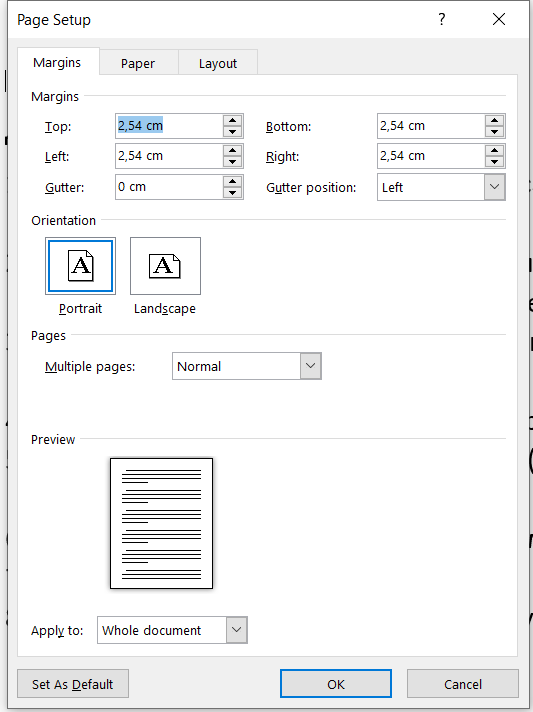 Page Setup ?
Margins Paper Layout
Margins
Top: 2,54 cm Bottom: 2,54 cm
Left: 2,54 cm Right: 2,54 cm
Gutter: 0 cm Gutter position: Left
Orientation
A A
Portrait Landscape
Pages
Multiple pages: Normal
Preview
Apply to: Whole document
Set As Default OK Cancel